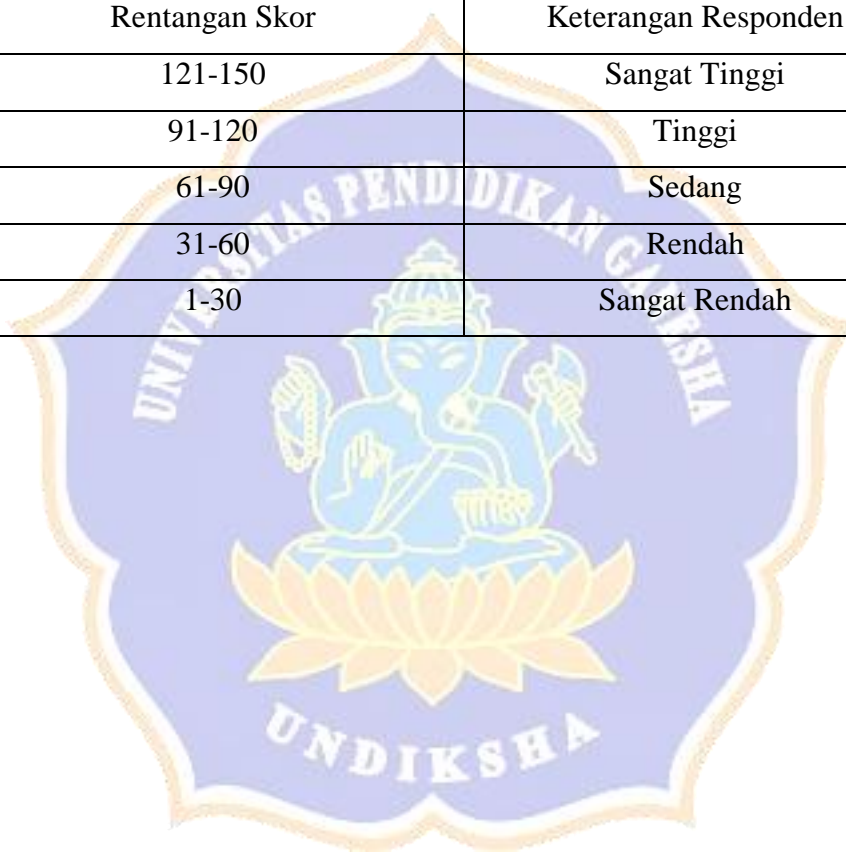 Rentangan Skor Keterangan Responden
121-150 Sangat Tinggi
91-120 Tinggi
61-90 Sedang
31-60 Rendah
1-30 Sangat Rendah
UNIVERSITAS PENDIDIKAN GANESHA
UNDIKSHA